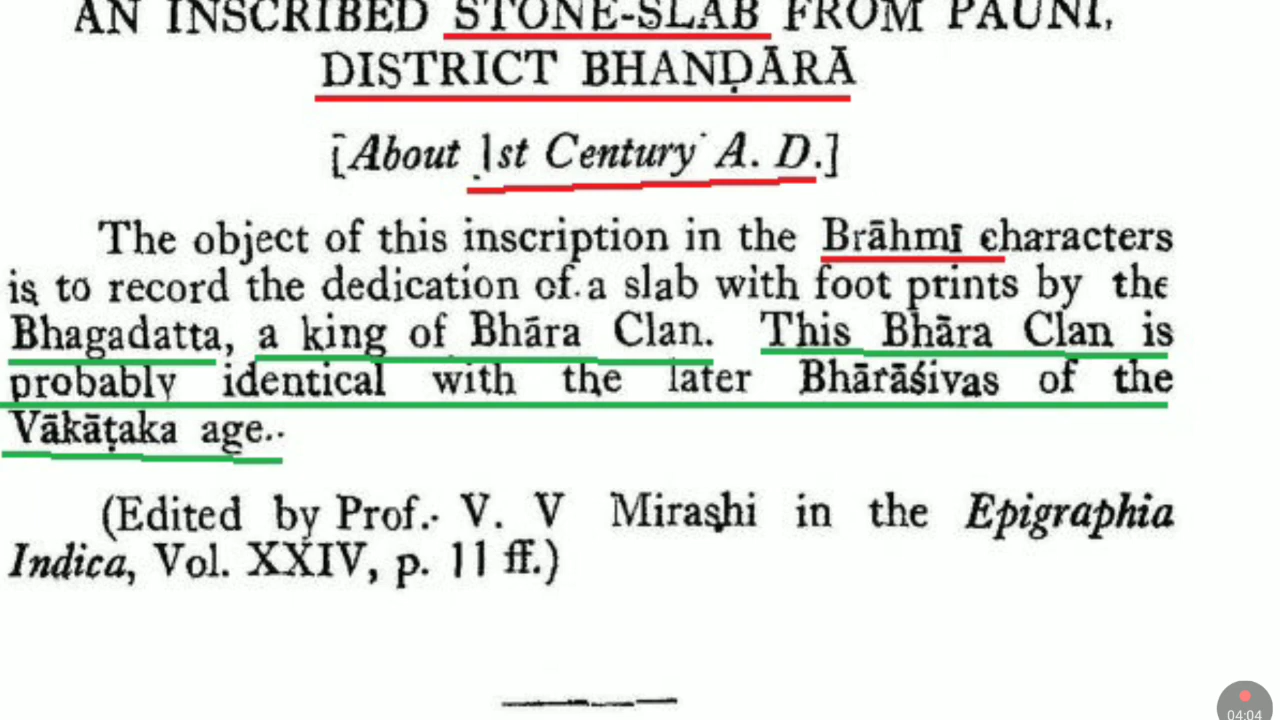 AN INSCRIBED STONE-SLAB FROM PAUNI,
DISTRICT BHAṆḌĀRĀ
[About 1st Century A. D.]
The object of this inscription in the Brāhmī characters
is to record the dedication of a slab with foot prints by the
Bhagadatta, a king of Bhāra Clan. This Bhāra Clan is
probably identical with the later Bhārāśivas of the
Vākāṭaka age..
(Edited by Prof. V. V Mirashi in the Epigraphia
Indica, Vol. XXIV, p. 11 ff.)
04:04